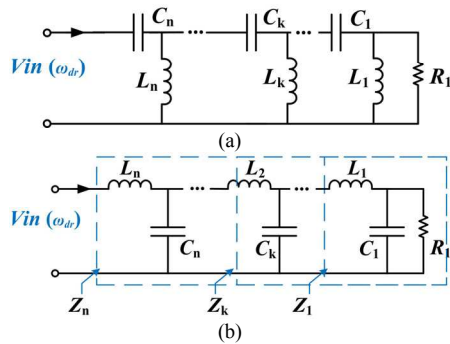 Cn ... Ck ... C1
Vin (ωdr)
Ln Lk L1 R1
(a)
Ln ... L2 ... L1
Vin (ωdr)
Cn Ck C1 R1
Zn Zk Z1
(b)